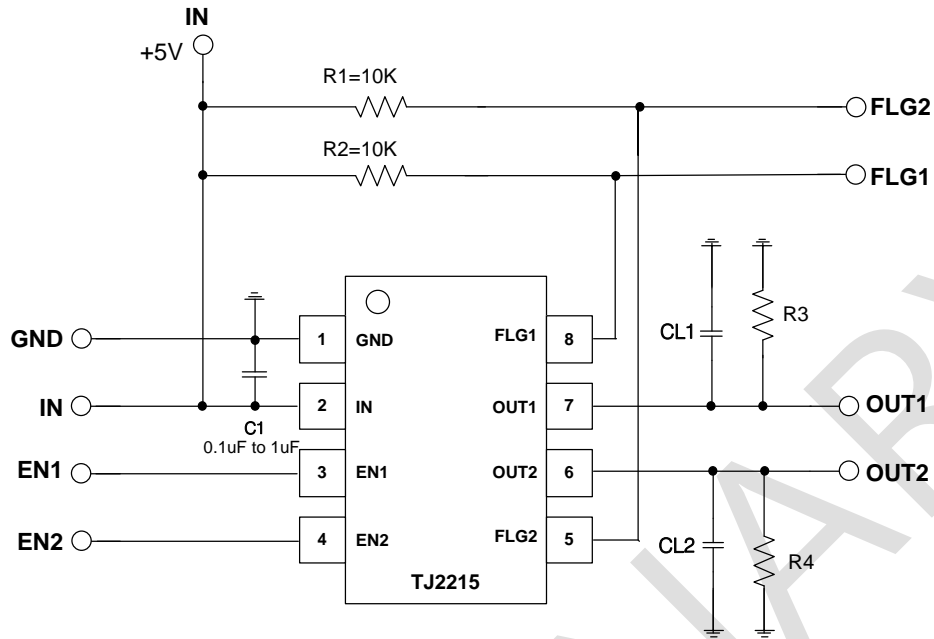 IN
+5V
R1=10K
FLG2
R2=10K
FLG1
GND
1 GND
FLG1 8
CL1
R3
IN
2 IN
OUT1 7
OUT1
C1
0.1uF to 1uF
EN1
3 EN1
OUT2 6
OUT2
EN2
4 EN2
FLG2 5
CL2
R4
TJ2215